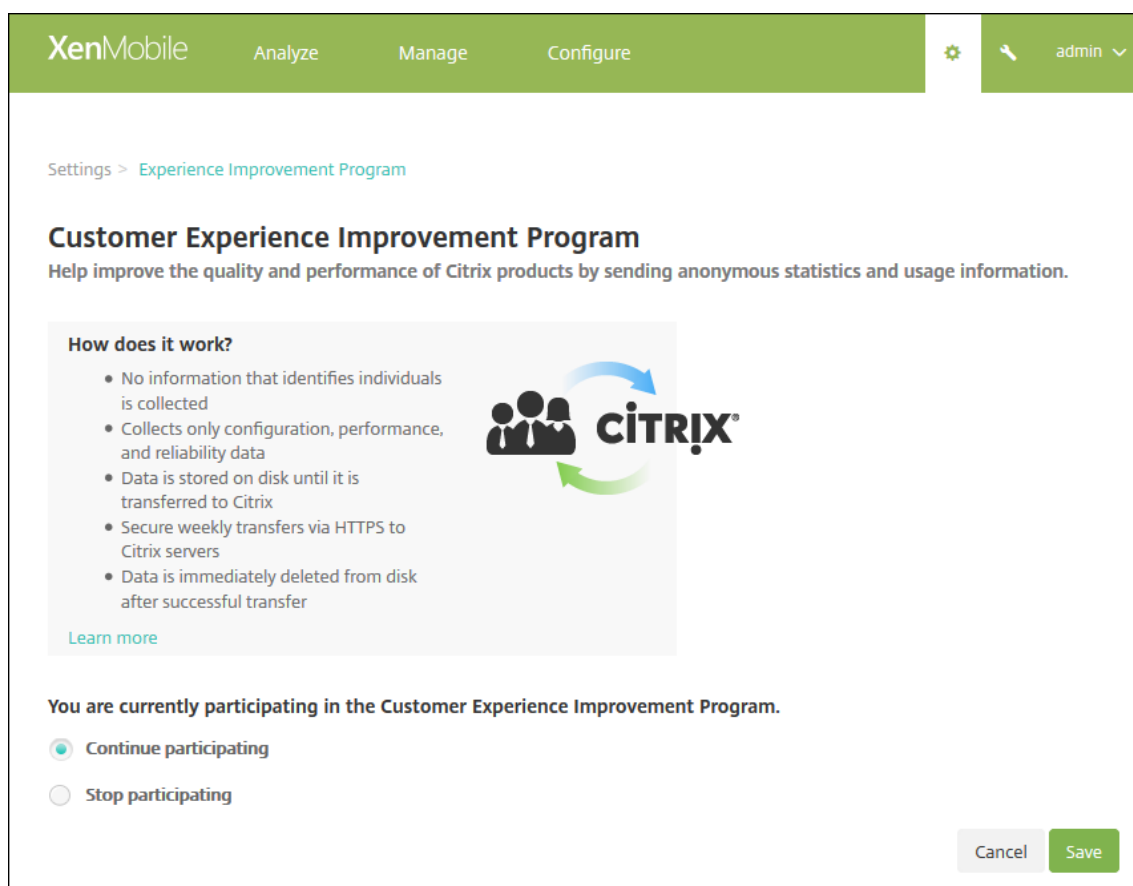 XenMobile Analyze Manage Configure admin
Settings > Experience Improvement Program
Customer Experience Improvement Program
Help improve the quality and performance of Citrix products by sending anonymous statistics and usage information.
How does it work?
• No information that identifies individuals
is collected
• Collects only configuration, performance,
and reliability data
• Data is stored on disk until it is
transferred to Citrix
• Secure weekly transfers via HTTPS to
Citrix servers
• Data is immediately deleted from disk
after successful transfer
CİTRIX®
Learn more
You are currently participating in the Customer Experience Improvement Program.
Continue participating
Stop participating
Cancel Save